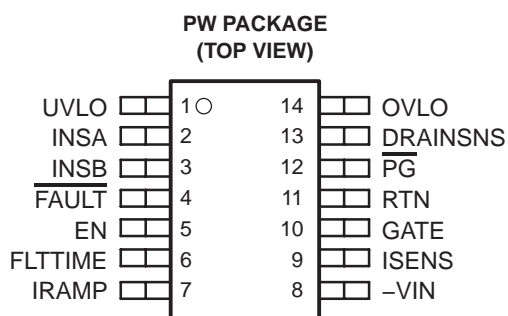 PW PACKAGE
(TOP VIEW)
UVLO 1 14 OVLO
INSA 2 13 DRAINSNS
INSB 3 12 PG
FAULT 4 11 RTN
EN 5 10 GATE
FLTTIME 6 9 ISENS
IRAMP 7 8 –VIN